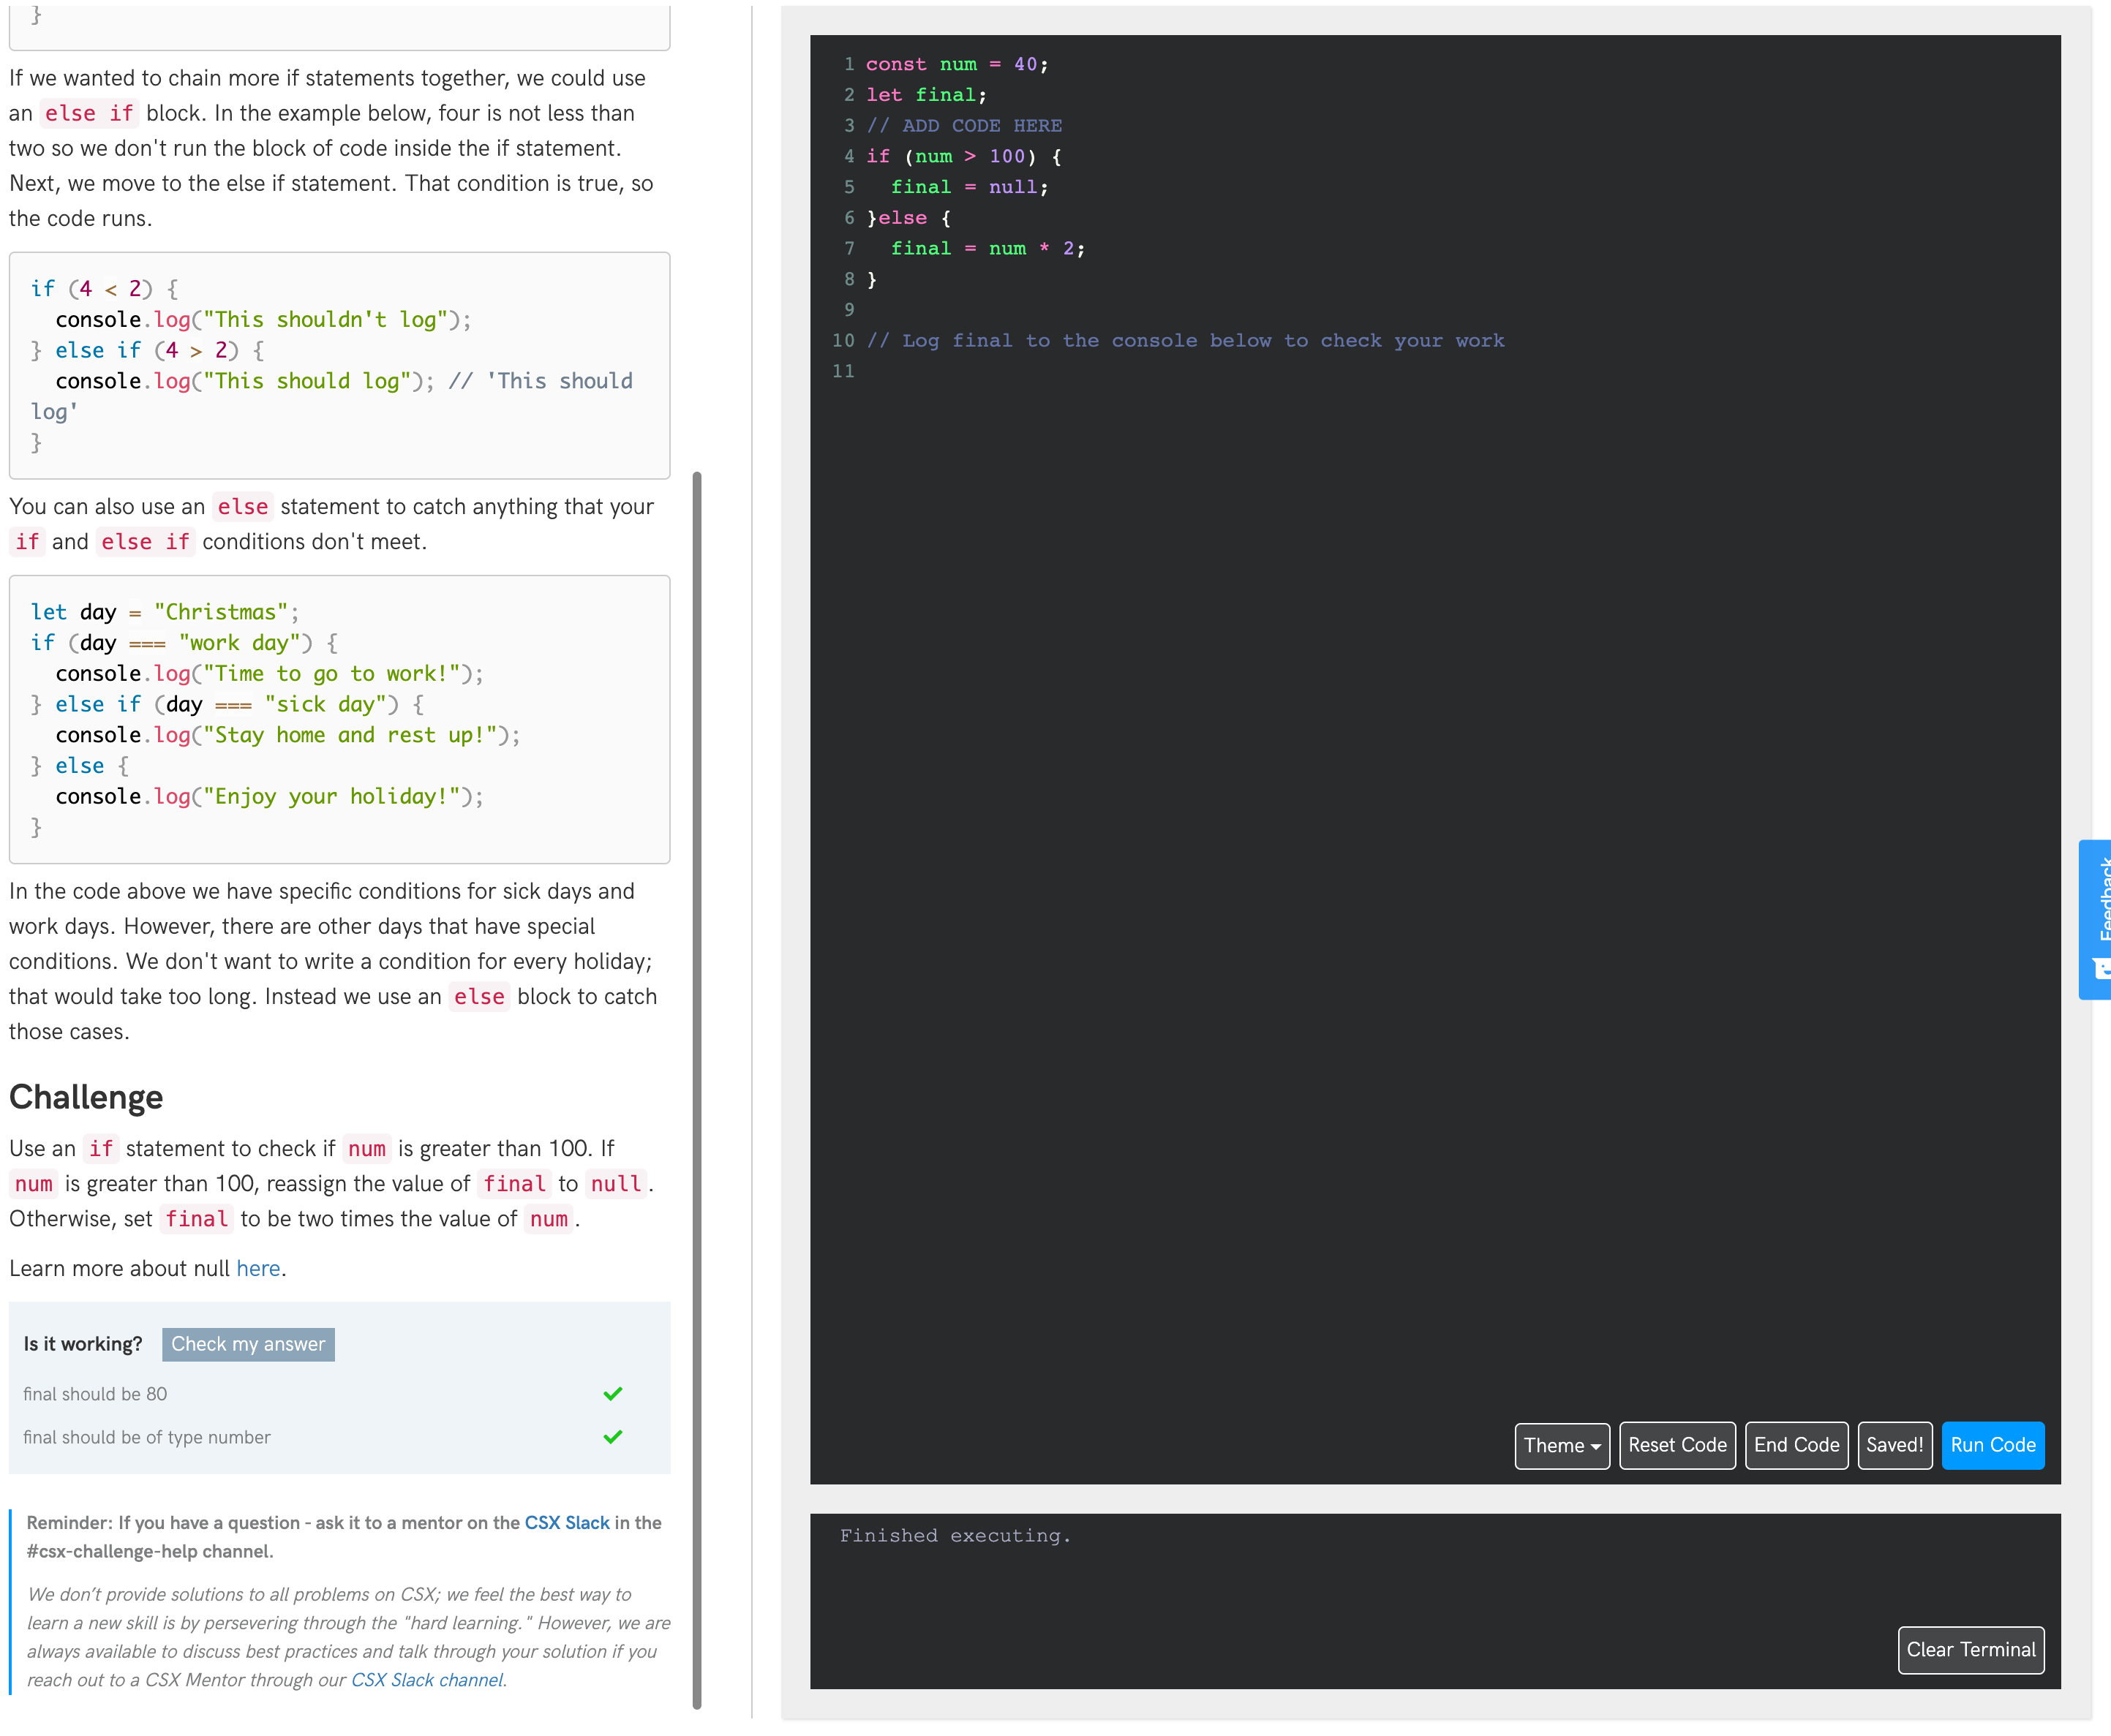 }
If we wanted to chain more if statements together, we could use
an else if block. In the example below, four is not less than
two so we don't run the block of code inside the if statement.
Next, we move to the else if statement. That condition is true, so
the code runs.
if (4 < 2) {
  console.log("This shouldn't log");
} else if (4 > 2) {
  console.log("This should log"); // 'This should
log'
}
You can also use an else statement to catch anything that your
if and else if conditions don't meet.
let day = "Christmas";
if (day === "work day") {
  console.log("Time to go to work!");
} else if (day === "sick day") {
  console.log("Stay home and rest up!");
} else {
  console.log("Enjoy your holiday!");
}
In the code above we have specific conditions for sick days and
work days. However, there are other days that have special
conditions. We don't want to write a condition for every holiday;
that would take too long. Instead we use an else block to catch
those cases.
Challenge
Use an if statement to check if num is greater than 100. If
num is greater than 100, reassign the value of final to null.
Otherwise, set final to be two times the value of num.
Learn more about null here.
Is it working? Check my answer
final should be 80
final should be of type number
Reminder: If you have a question - ask it to a mentor on the CSX Slack in the
#csx-challenge-help channel.
We don’t provide solutions to all problems on CSX; we feel the best way to
learn a new skill is by persevering through the "hard learning." However, we are
always available to discuss best practices and talk through your solution if you
reach out to a CSX Mentor through our CSX Slack channel.
1 const num = 40;
2 let final;
3 // ADD CODE HERE
4 if (num > 100) {
5   final = null;
6 }else {
7   final = num * 2;
8 }
9
10 // Log final to the console below to check your work
11
Theme Reset Code End Code Saved! Run Code
Finished executing.
Clear Terminal
Feedback